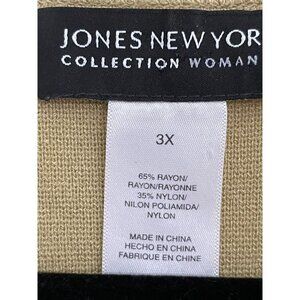 JONES NEW YOR
COLLECTION WOMAN
3X
65% RAYON/
RAYON/RAYONNE
35% NYLON/
NILON POLIAMIDA/
NYLON
MADE IN CHINA
HECHO EN CHINA
FABRIQUE EN CHINE